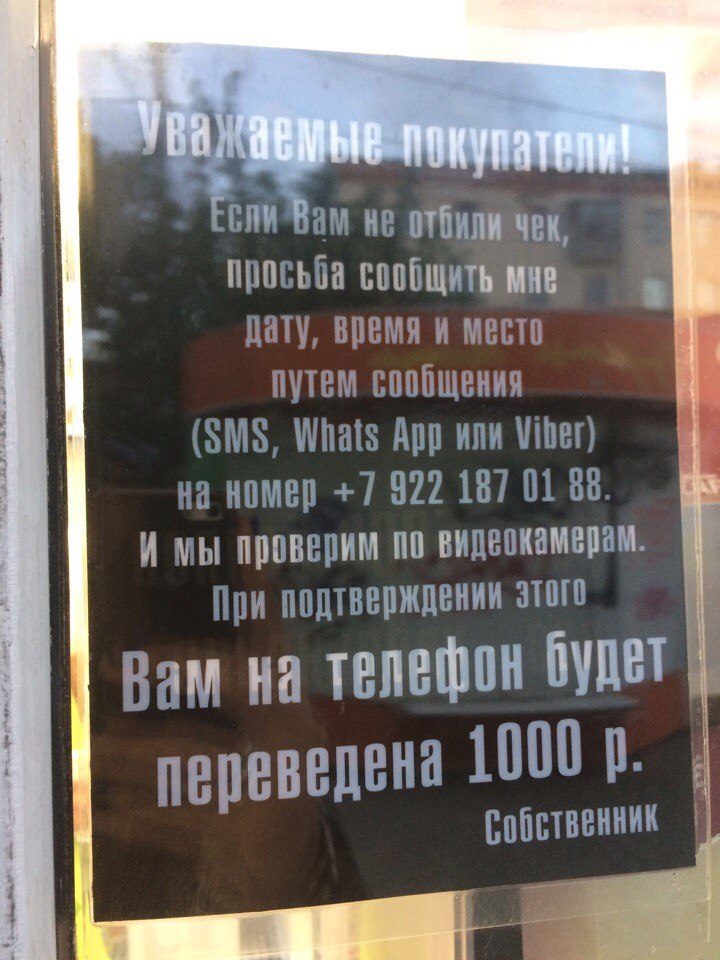 Уважаемые покупатели!
Если Вам не отбили чек,
просьба сообщить мне
дату, время и место
путем сообщения
(SMS, Whats App или Viber)
на номер +7 922 187 01 88.
И мы проверим по видеокамерам.
При подтверждении этого
Вам на телефон будет
переведена 1000 р.
Собственник